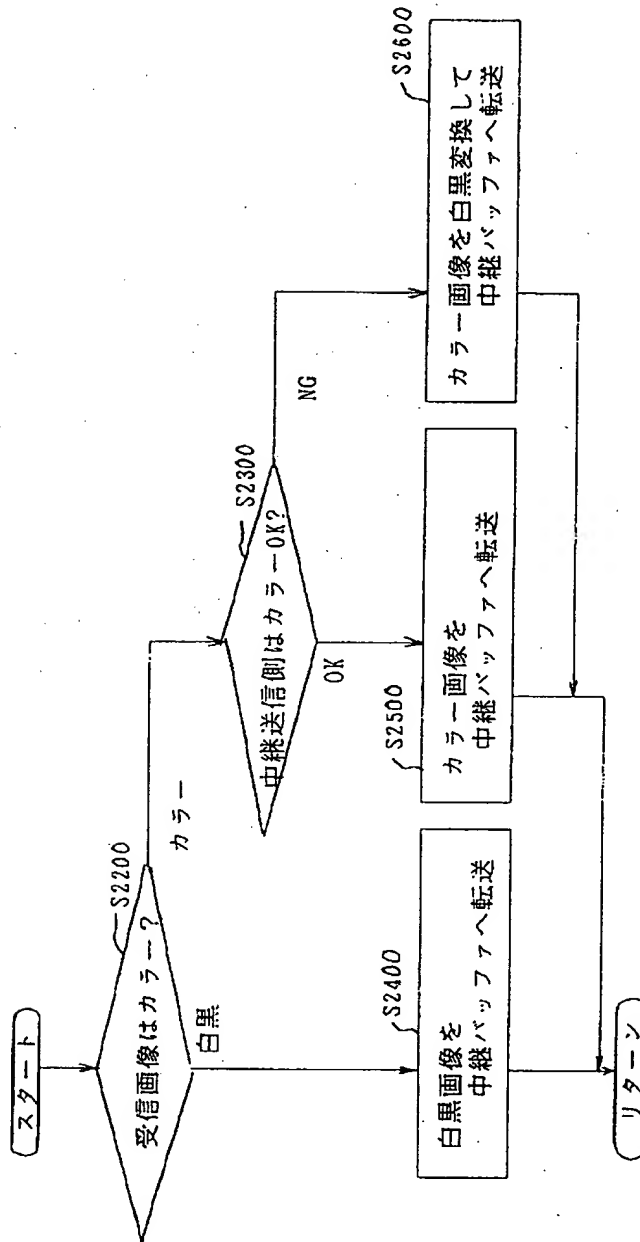 スタート
受信画像はカラー?
S2200
カラー
白黒
中継送信側はカラーOK?
S2300
NG
OK
S2400
白黒画像を
中継バッファへ転送
S2500
カラー画像を
中継バッファへ転送
S2600
カラー画像を白黒変換して
中継バッファへ転送
リターン